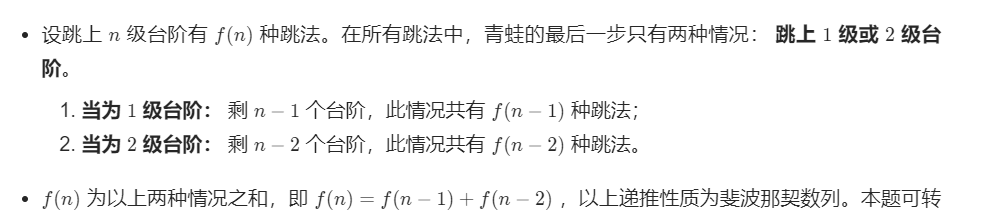 • 设跳上 n 级台阶有 f(n) 种跳法。在所有跳法中，青蛙的最后一步只有两种情况： 跳上 1 级或 2 级台
阶。
1. 当为 1 级台阶： 剩 n − 1 个台阶，此情况共有 f(n − 1) 种跳法；
2. 当为 2 级台阶： 剩 n − 2 个台阶，此情况共有 f(n − 2) 种跳法。
• f(n) 为以上两种情况之和，即 f(n) = f(n − 1) + f(n − 2) ，以上递推性质为斐波那契数列。本题可转